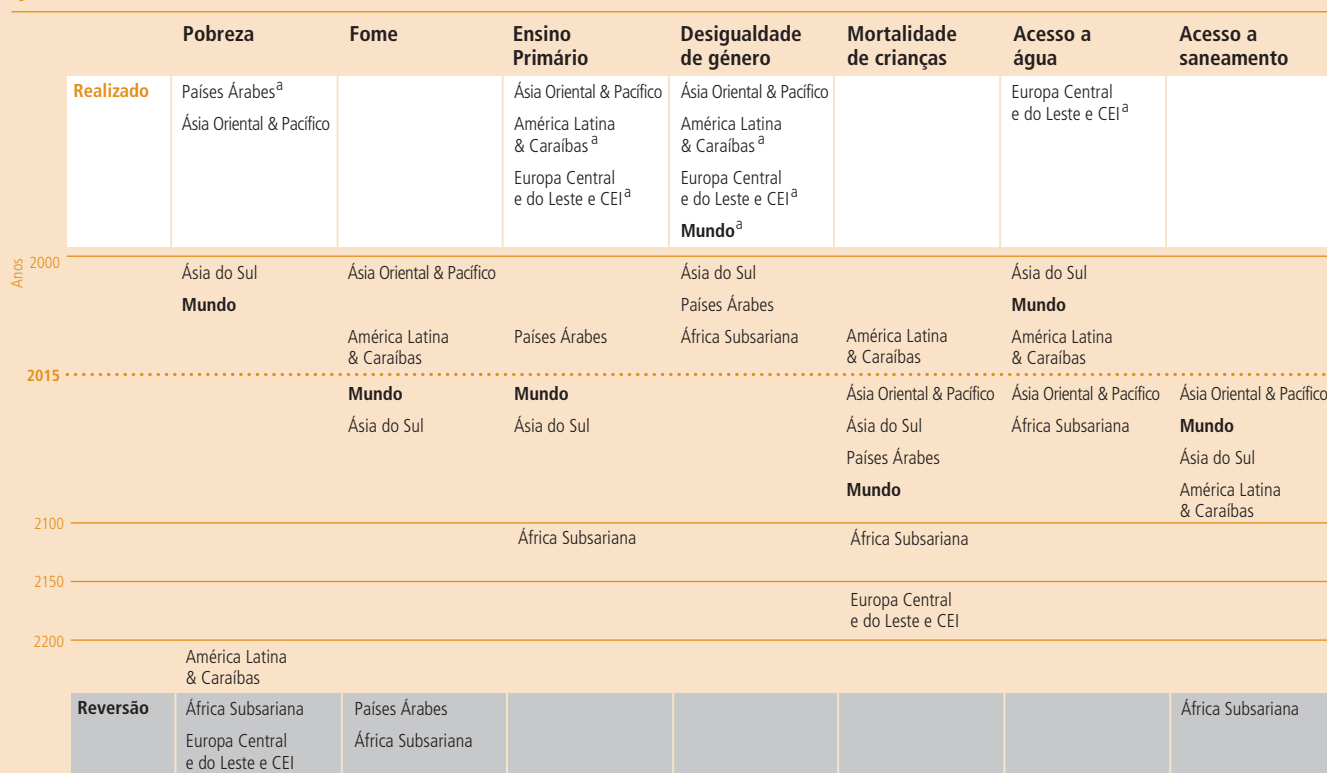 Pobreza
Fome
Ensino
Primário
Desigualdade
de género
Mortalidade
de crianças
Acesso a
água
Acesso a
saneamento
Realizado
Países Árabes a
Ásia Oriental & Pacífico
Ásia Oriental & Pacífico
América Latina
& Caraíbas a
Europa Central
e do Leste e CEI a
Ásia Oriental & Pacífico
América Latina
& Caraíbas a
Europa Central
e do Leste e CEI a
Mundo a
Europa Central
e do Leste e CEI a
Anos
2000
Ásia do Sul
Mundo
Ásia Oriental & Pacífico
América Latina
& Caraíbas
Países Árabes
Ásia do Sul
Países Árabes
África Subsariana
América Latina
& Caraíbas
Ásia do Sul
Mundo
América Latina
& Caraíbas
2015
Mundo
Ásia do Sul
Mundo
Ásia do Sul
Ásia Oriental & Pacífico
Ásia do Sul
Países Árabes
Mundo
Ásia Oriental & Pacífico
África Subsariana
Ásia Oriental & Pacífico
Mundo
Ásia do Sul
América Latina
& Caraíbas
2100
África Subsariana
África Subsariana
2150
Europa Central
e do Leste e CEI
2200
América Latina
& Caraíbas
Reversão
África Subsariana
Europa Central
e do Leste e CEI
Países Árabes
África Subsariana
África Subsariana